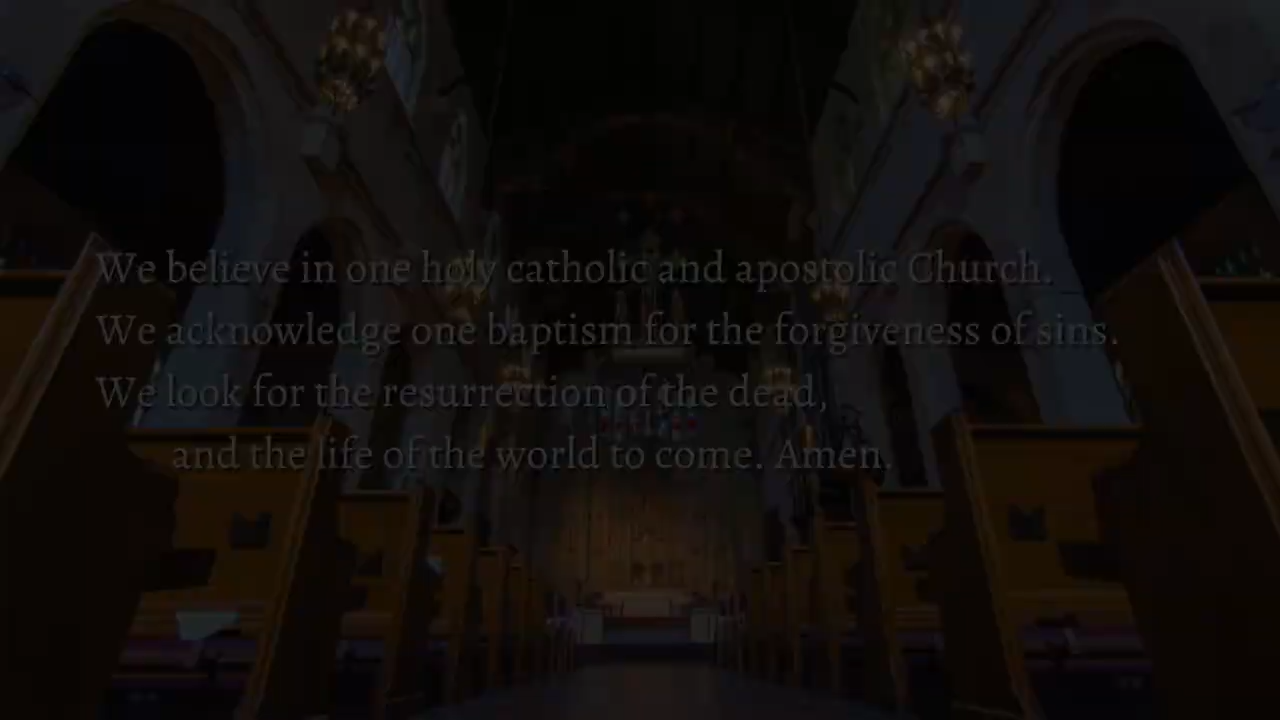 We believe in one holy catholic and apostolic Church.
We acknowledge one baptism for the forgiveness of sins.
We look for the resurrection of the dead,
and the life of the world to come. Amen.